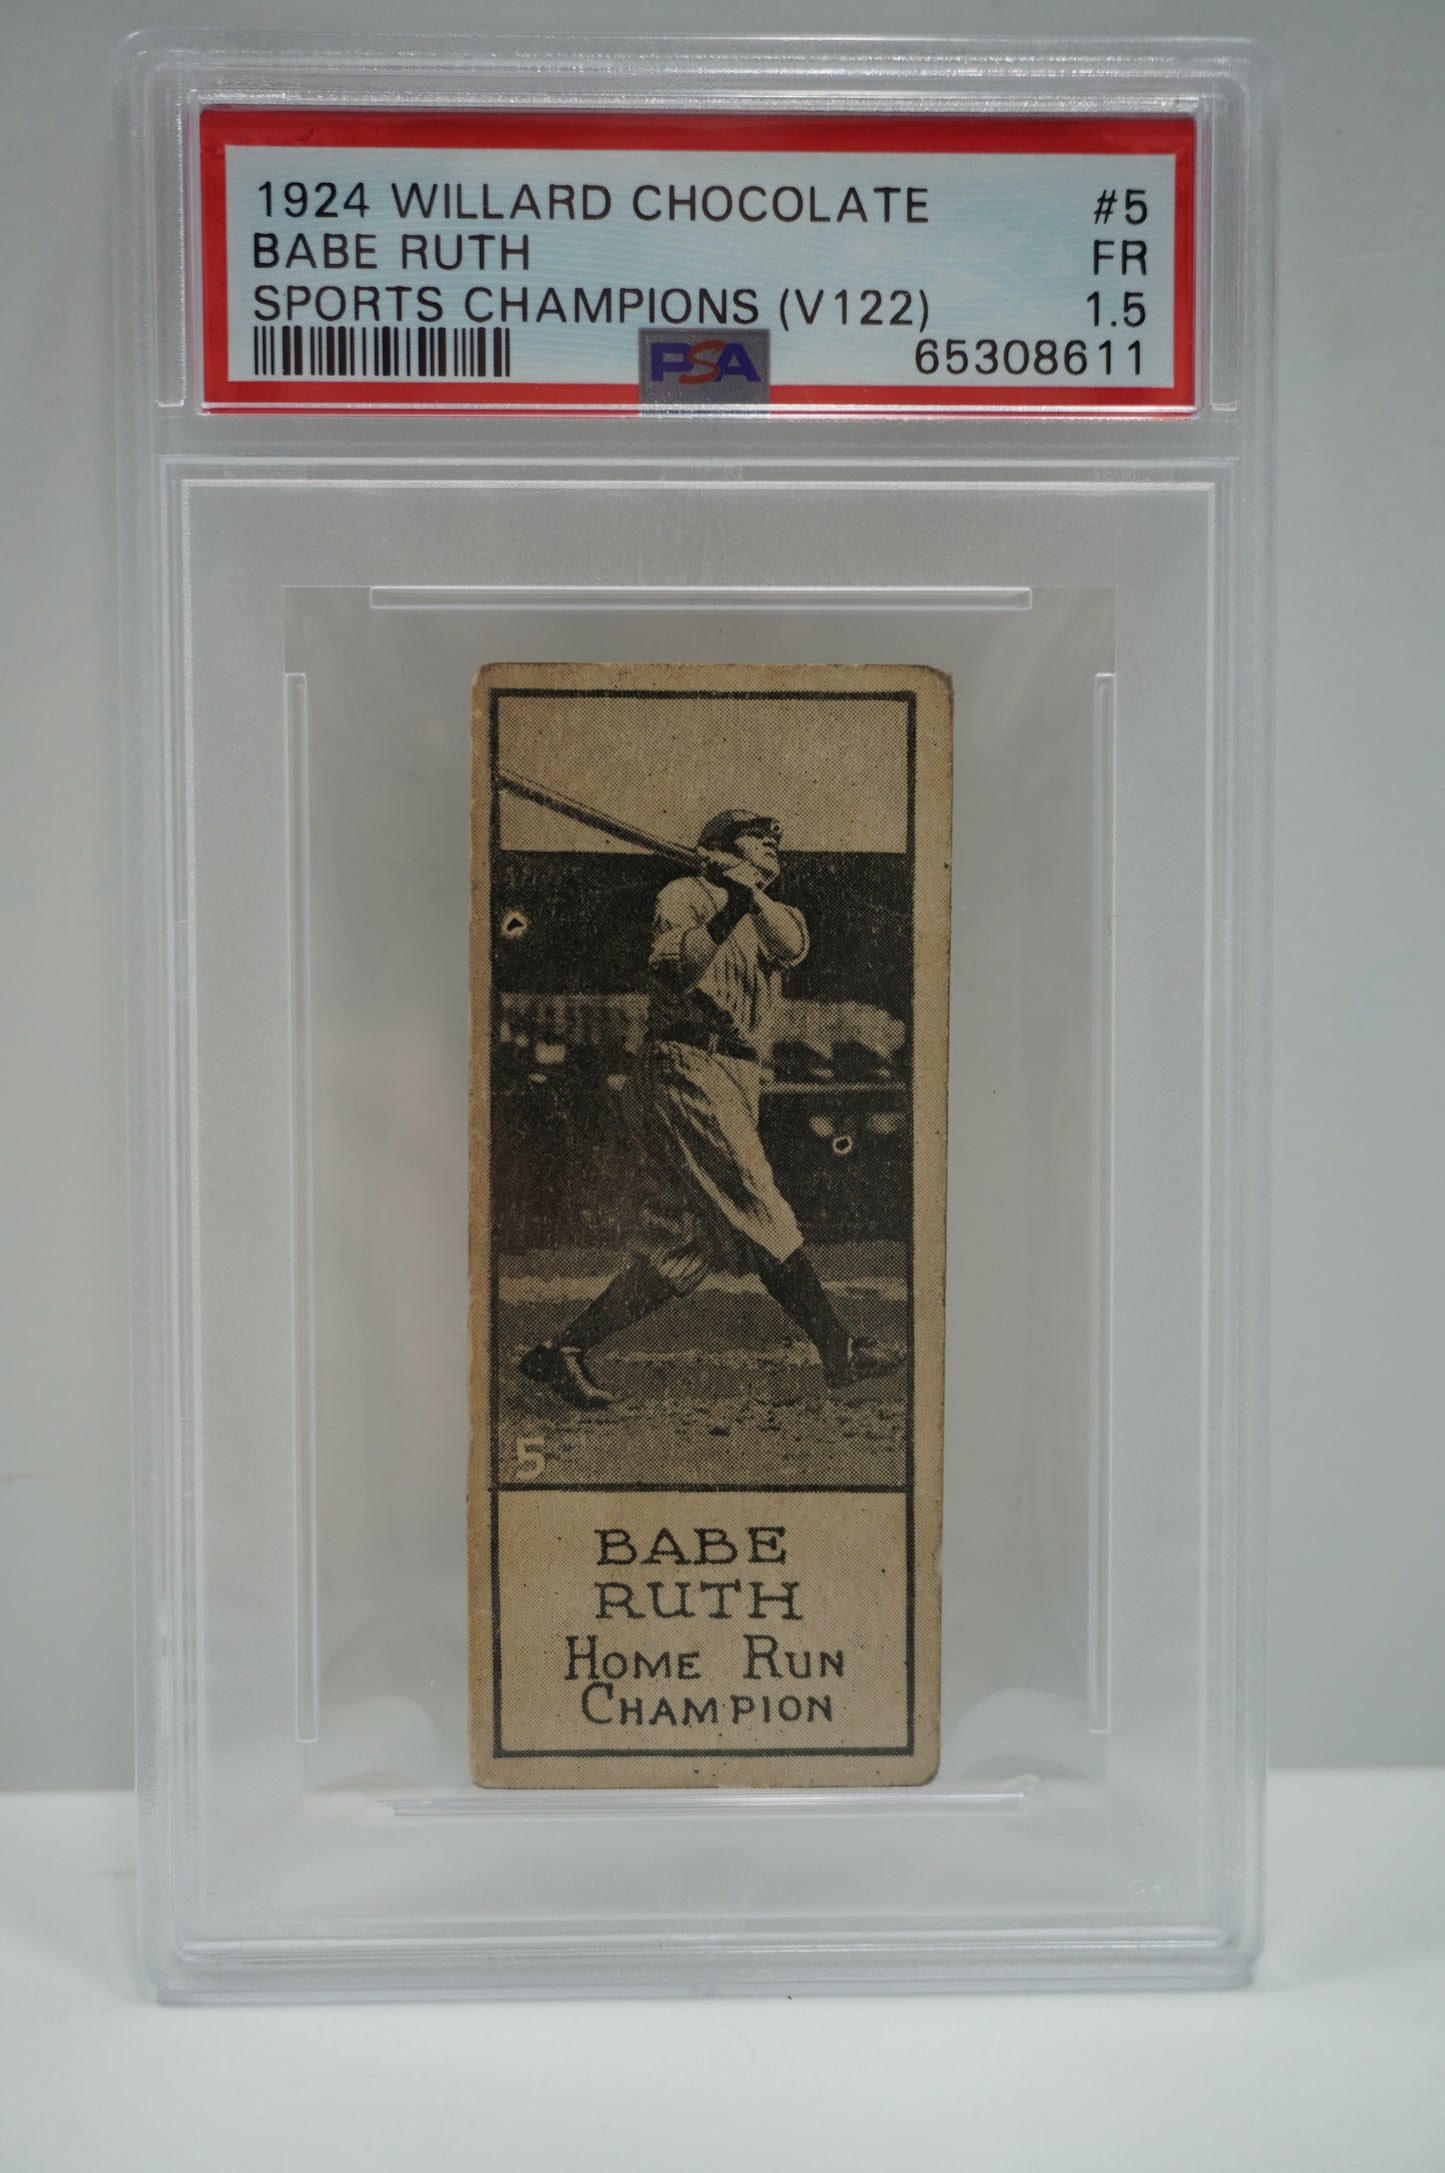 1924 WILLARD CHOCOLATE #5
BABE RUTH FR
SPORTS CHAMPIONS (V122) 1.5
PSA 65308611
5
BABE
RUTH
HOME RUN
CHAMPION